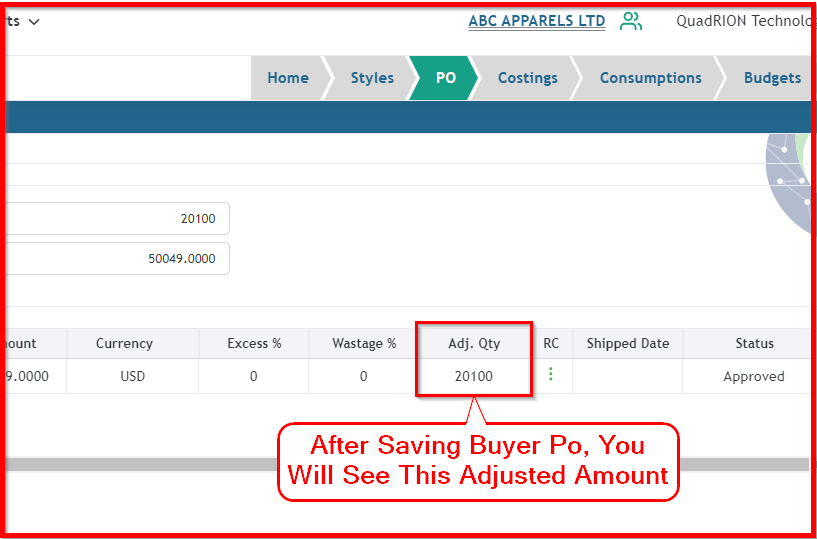 rts
ABC APPARELS LTD
QuadRION Technolo
Home
Styles
PO
Costings
Consumptions
Budgets
20100
50049.0000
ount Currency Excess % Wastage % Adj. Qty RC Shipped Date Status
9.0000 USD 0 0 20100 Approved
After Saving Buyer Po, You
Will See This Adjusted Amount